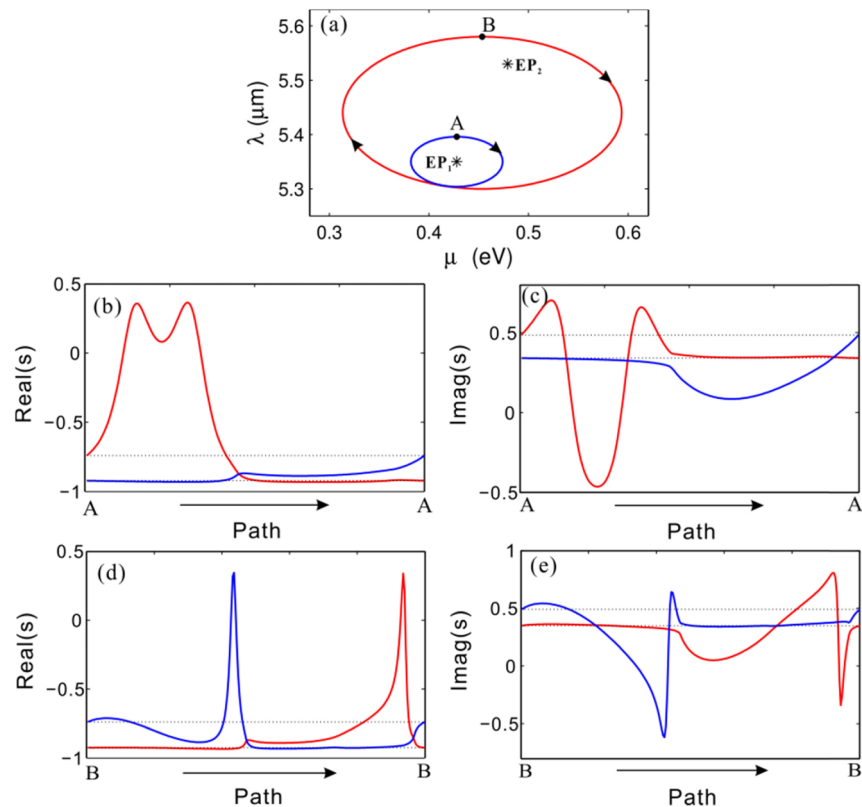 (a)
B
5.6
EP2
5.5
λ (μm)
A
5.4
EP1
5.3
0.3 0.4 0.5 0.6
μ (eV)
(b)
0.5
0
−0.5
−1
Real(s)
A A
Path
(c)
0.5
0
−0.5
Imag(s)
A A
Path
(d)
0.5
0
−0.5
−1
Real(s)
B B
Path
(e)
1
0.5
0
−0.5
Imag(s)
B B
Path